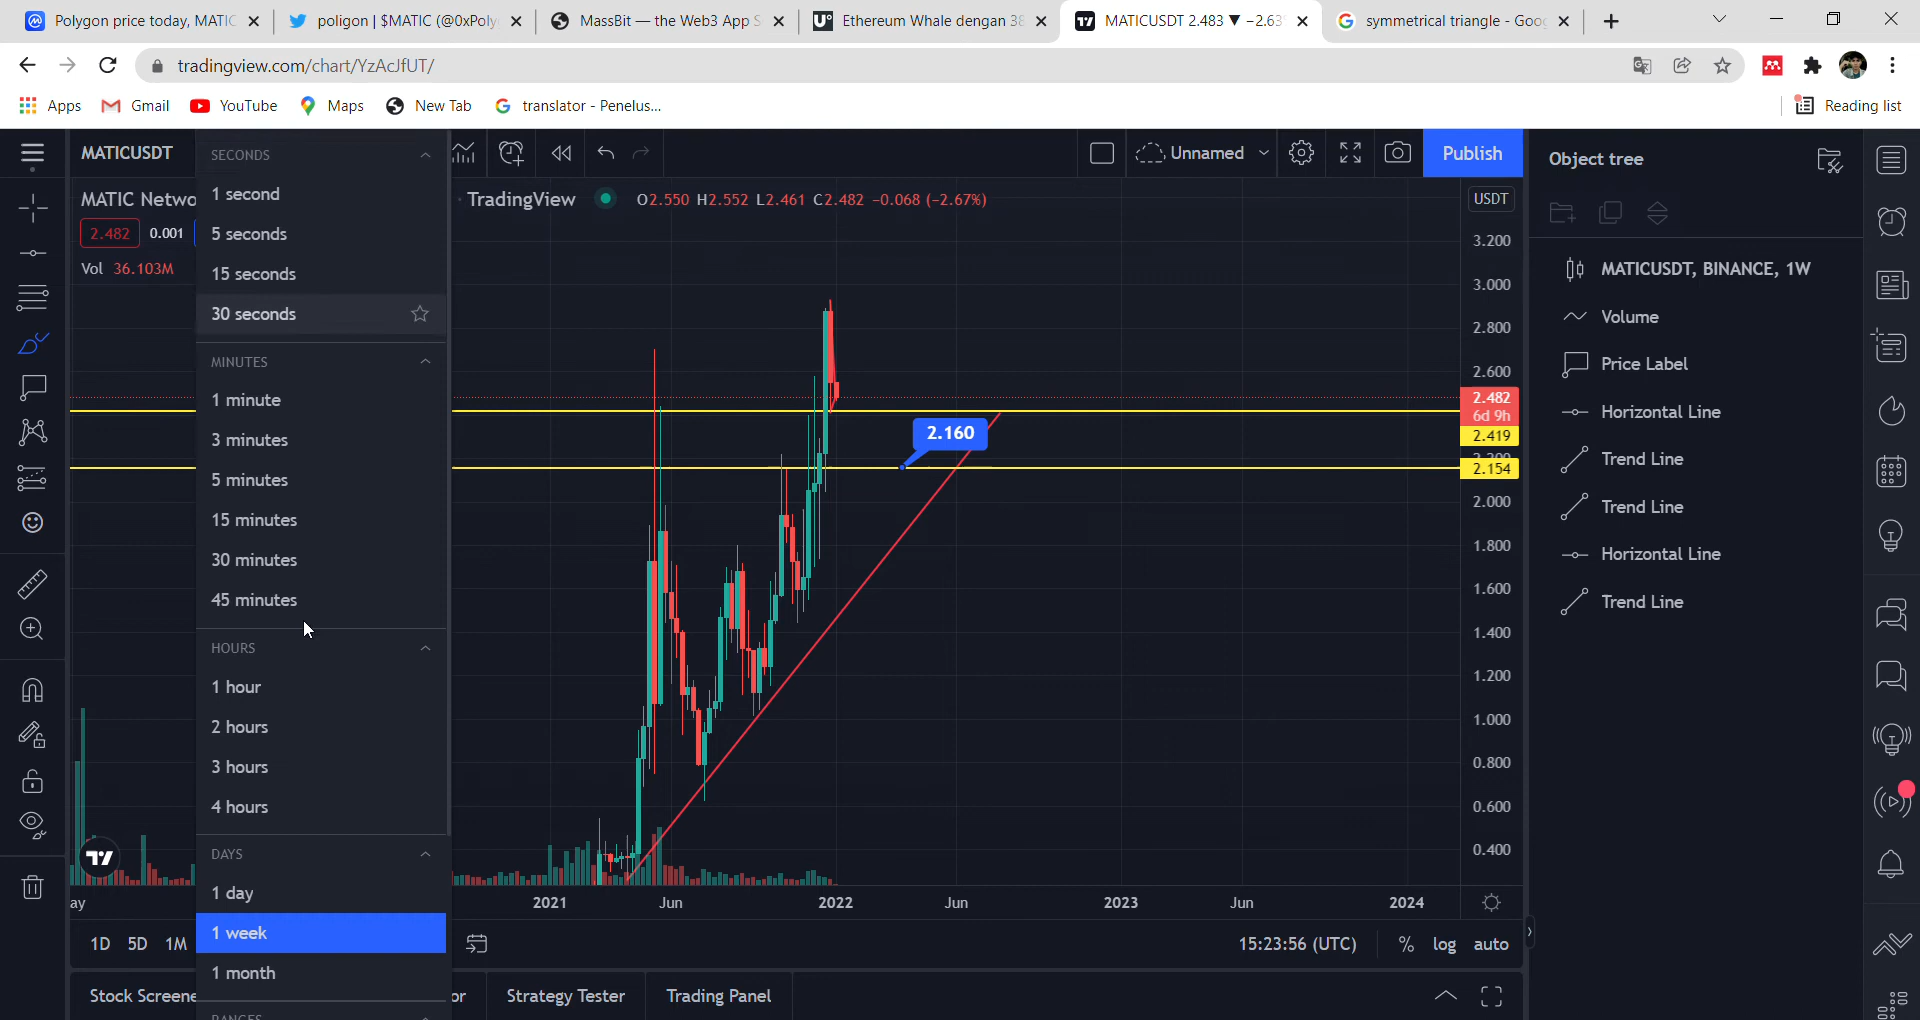 Polygon price today, MATIC
poligon | $MATIC (@0xPoly
MassBit — the Web3 App S
Ethereum Whale dengan 38
MATICUSDT 2.483 ▼ −2.63
symmetrical triangle - Goo
tradingview.com/chart/YzAcJfUT/
Apps
Gmail
YouTube
Maps
New Tab
translator - Penelus...
Reading list
MATICUSDT
Unnamed
Publish
MATIC Netwo
TradingView
O2.550 H2.552 L2.461 C2.482 −0.068 (−2.67%)
2.482
0.001
Vol 36.103M
SECONDS
1 second
5 seconds
15 seconds
30 seconds
MINUTES
1 minute
3 minutes
5 minutes
15 minutes
30 minutes
45 minutes
HOURS
1 hour
2 hours
3 hours
4 hours
DAYS
1 day
1 week
1 month
RANGES
2.160
USDT
3.200
3.000
2.800
2.600
2.482
6d 9h
2.419
2.154
2.000
1.800
1.600
1.400
1.200
1.000
0.800
0.600
0.400
ay
2021
Jun
2022
Jun
2023
Jun
2024
1D
5D
1M
15:23:56 (UTC)
%
log
auto
Stock Screene
or
Strategy Tester
Trading Panel
Object tree
MATICUSDT, BINANCE, 1W
Volume
Price Label
Horizontal Line
Trend Line
Trend Line
Horizontal Line
Trend Line